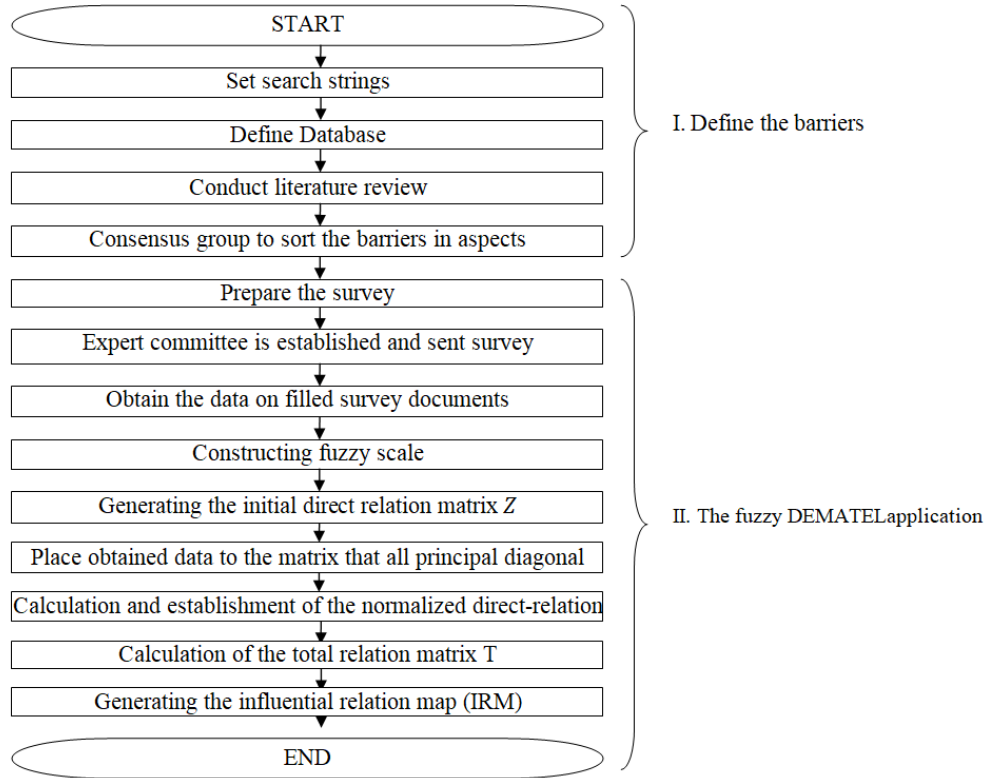 START
Set search strings
Define Database
Conduct literature review
Consensus group to sort the barriers in aspects
I. Define the barriers
Prepare the survey
Expert committee is established and sent survey
Obtain the data on filled survey documents
Constructing fuzzy scale
Generating the initial direct relation matrix Z
Place obtained data to the matrix that all principal diagonal
Calculation and establishment of the normalized direct-relation
Calculation of the total relation matrix T
Generating the influential relation map (IRM)
END
II. The fuzzy DEMATELapplication